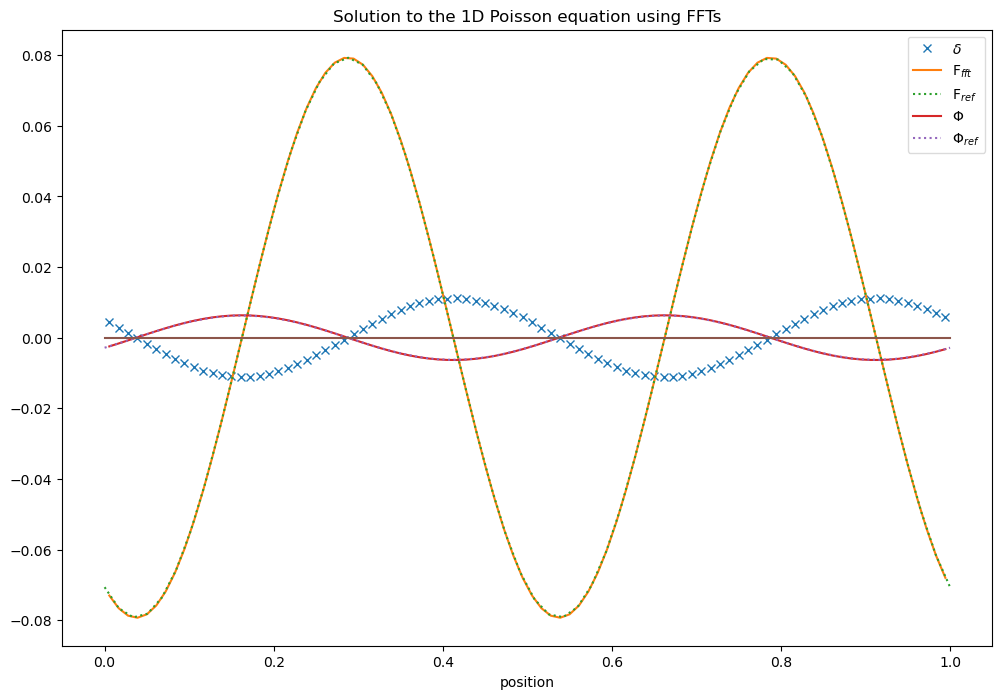 Solution to the 1D Poisson equation using FFTs
δ
F_fft
F_ref
Φ
Φ_ref
0.08
0.06
0.04
0.02
0.00
−0.02
−0.04
−0.06
−0.08
0.0 0.2 0.4 0.6 0.8 1.0
position